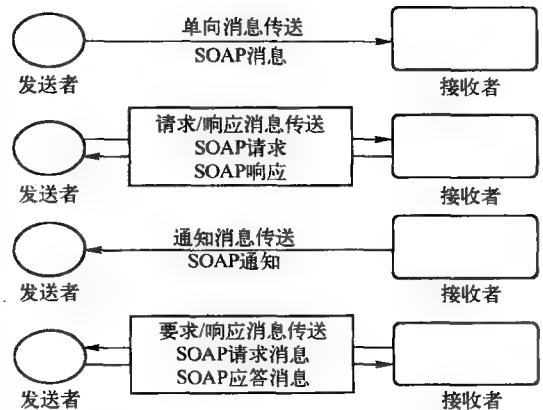 单向消息传送
SOAP消息
发送者
接收者
请求/响应消息传送
SOAP请求
SOAP响应
发送者
接收者
通知消息传送
SOAP通知
发送者
接收者
要求/响应消息传送
SOAP请求消息
SOAP应答消息
发送者
接收者